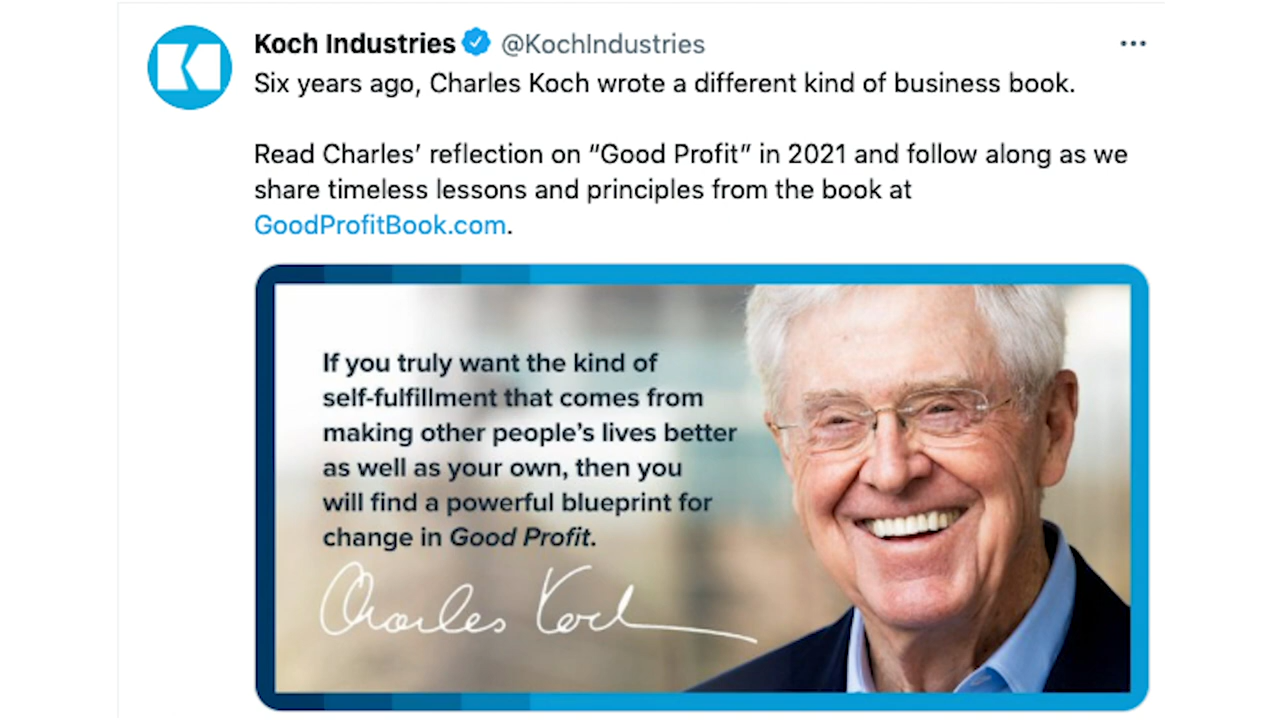 Koch Industries @KochIndustries
Six years ago, Charles Koch wrote a different kind of business book.
Read Charles’ reflection on “Good Profit” in 2021 and follow along as we
share timeless lessons and principles from the book at
GoodProfitBook.com.
If you truly want the kind of
self-fulfillment that comes from
making other people’s lives better
as well as your own, then you
will find a powerful blueprint for
change in Good Profit.
Charles Koch